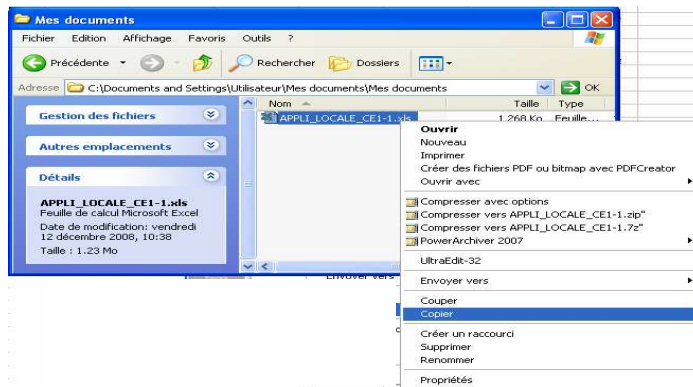 Mes documents
Fichier Edition Affichage Favoris Outils ?
Précédente Rechercher Dossiers
Adresse C:\Documents and Settings\Utilisateur\Mes documents\Mes documents OK
Nom Taille Type
Gestion des fichiers
APPLI_LOCALE_CE1-1.xls 1 268 Ko Feuille...
Autres emplacements
Détails
APPLI_LOCALE_CE1-1.xls
Feuille de calcul Microsoft Excel
Date de modification: vendredi
12 décembre 2008, 10:38
Taille : 1.23 Mo
Ouvrir
Nouveau
Imprimer
Créer des fichiers PDF ou bitmap avec PDFCreator
Ouvrir avec
Compresser avec options
Compresser vers APPLI_LOCALE_CE1-1.zip"
Compresser vers APPLI_LOCALE_CE1-1.7z"
PowerArchiver 2007
UltraEdit-32
Envoyer vers
Couper
Copier
Créer un raccourci
Supprimer
Renommer
Propriétés
Envoyer vers